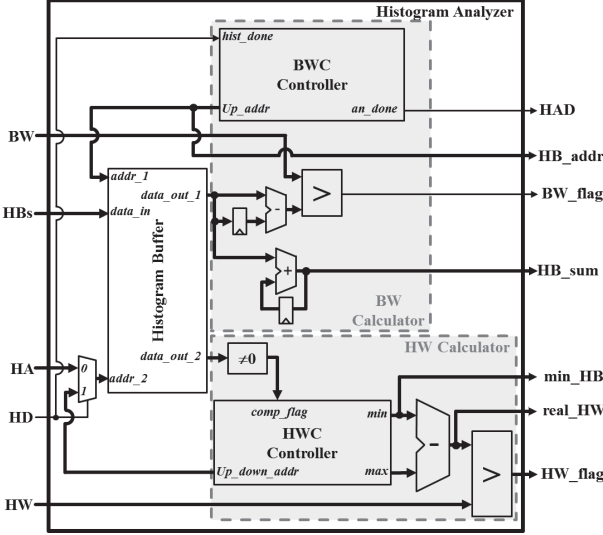 Histogram Analyzer
hist_done
BWC
Controller
Up_addr
an_done
HAD
BW
HB_addr
addr_1
data_out_1
>
BW_flag
HBs
data_in
-
Histogram Buffer
+
HB_sum
BW
Calculator
HW Calculator
data_out_2
≠0
HA
0
addr_2
1
min_HB
comp_flag
min
real_HW
HD
HWC
Controller
-
>
Up_down_addr
max
HW_flag
HW